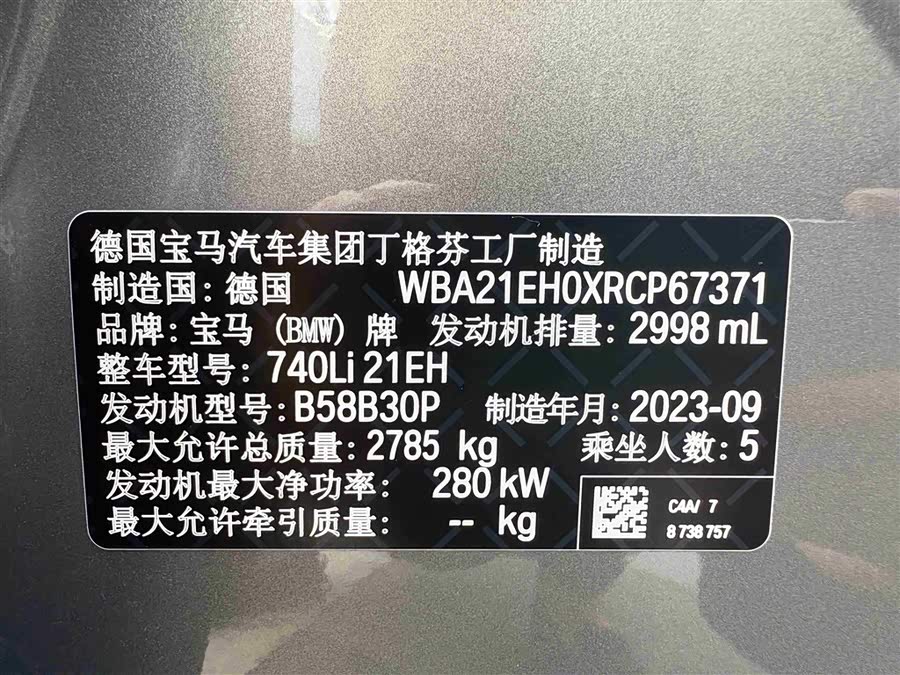 德国宝马汽车集团丁格芬工厂制造
制造国: 德国 WBA21EH0XRCP67371
品牌: 宝马 (BMW) 牌 发动机排量: 2998 mL
整车型号: 740Li 21EH
发动机型号: B58B30P 制造年月: 2023-09
最大允许总质量: 2785 kg 乘坐人数: 5
发动机最大净功率: 280 kW
最大允许牵引质量: -- kg
C4A/ 7
8 738 757